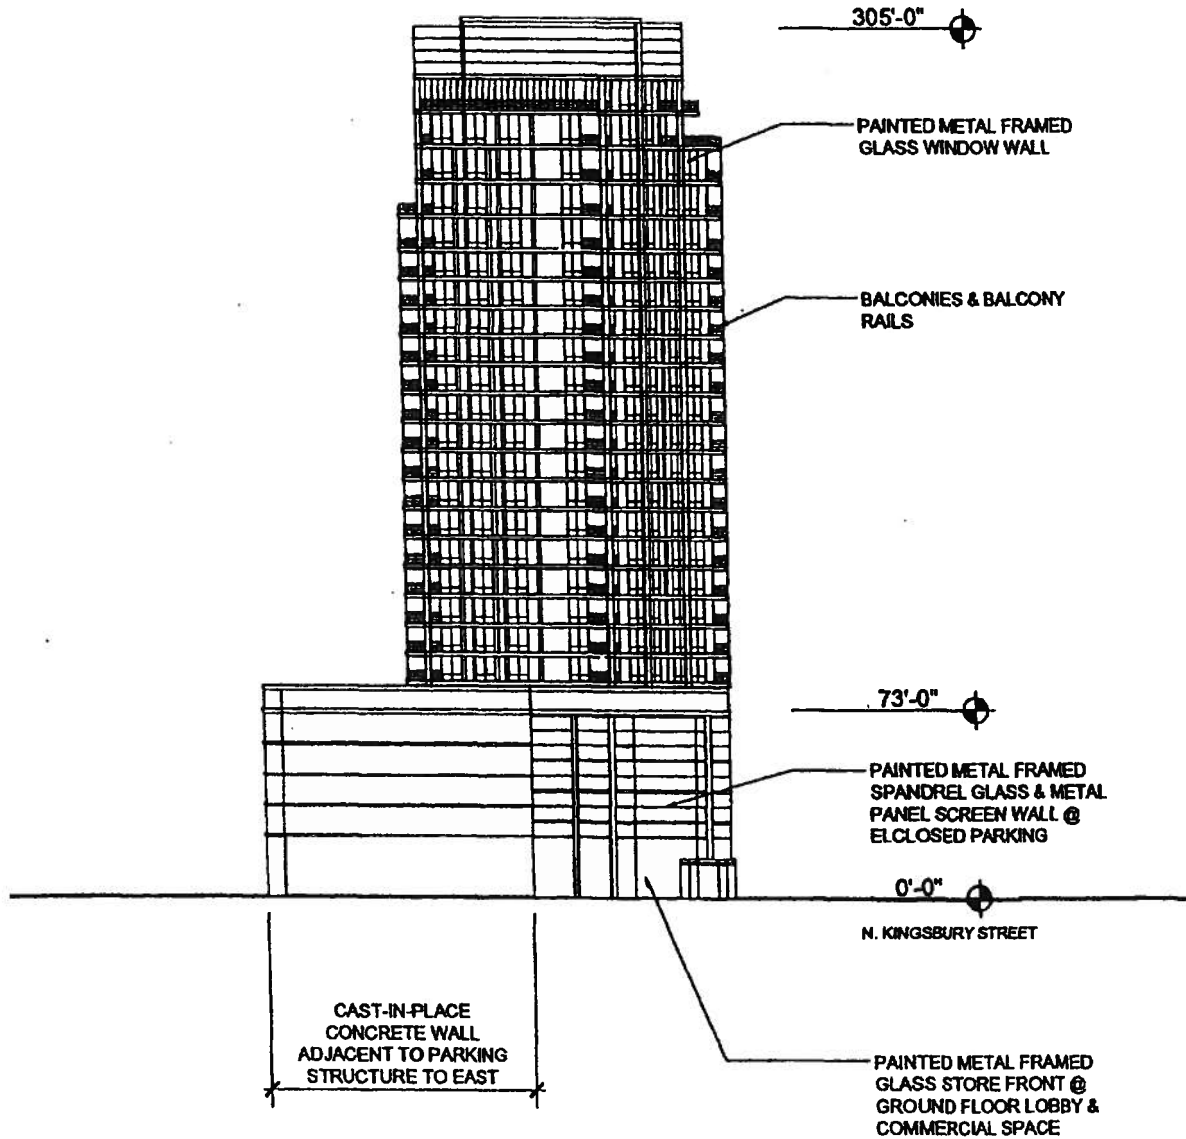 305'-0"
PAINTED METAL FRAMED
GLASS WINDOW WALL
BALCONIES & BALCONY
RAILS
73'-0"
PAINTED METAL FRAMED
SPANDREL GLASS & METAL
PANEL SCREEN WALL @
ELCLOSED PARKING
0'-0"
N. KINGSBURY STREET
CAST-IN-PLACE
CONCRETE WALL
ADJACENT TO PARKING
STRUCTURE TO EAST
PAINTED METAL FRAMED
GLASS STORE FRONT @
GROUND FLOOR LOBBY &
COMMERCIAL SPACE